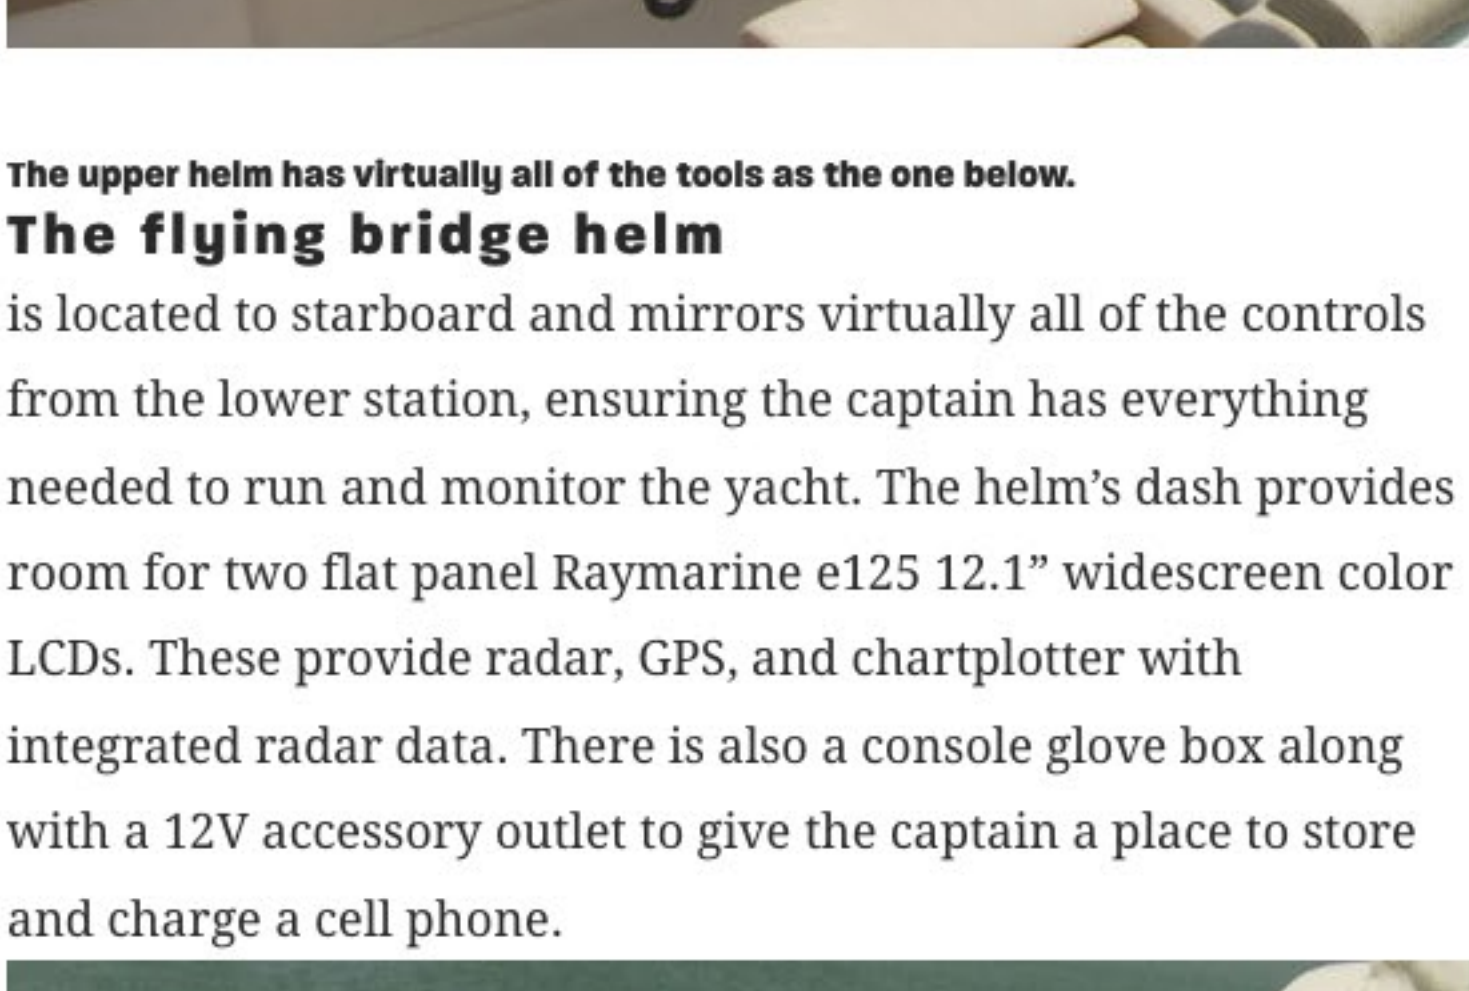 The upper helm has virtually all of the tools as the one below.
The flying bridge helm
is located to starboard and mirrors virtually all of the controls
from the lower station, ensuring the captain has everything
needed to run and monitor the yacht. The helm’s dash provides
room for two flat panel Raymarine e125 12.1” widescreen color
LCDs. These provide radar, GPS, and chartplotter with
integrated radar data. There is also a console glove box along
with a 12V accessory outlet to give the captain a place to store
and charge a cell phone.